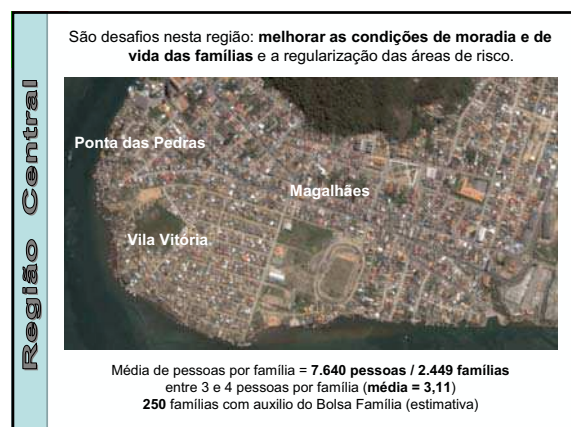 São desafios nesta região: melhorar as condições de moradia e de
vida das famílias e a regularização das áreas de risco.
Região Central
Ponta das Pedras
Magalhães
Vila Vitória
Média de pessoas por família = 7.640 pessoas / 2.449 famílias
entre 3 e 4 pessoas por família (média = 3,11)
250 famílias com auxilio do Bolsa Família (estimativa)